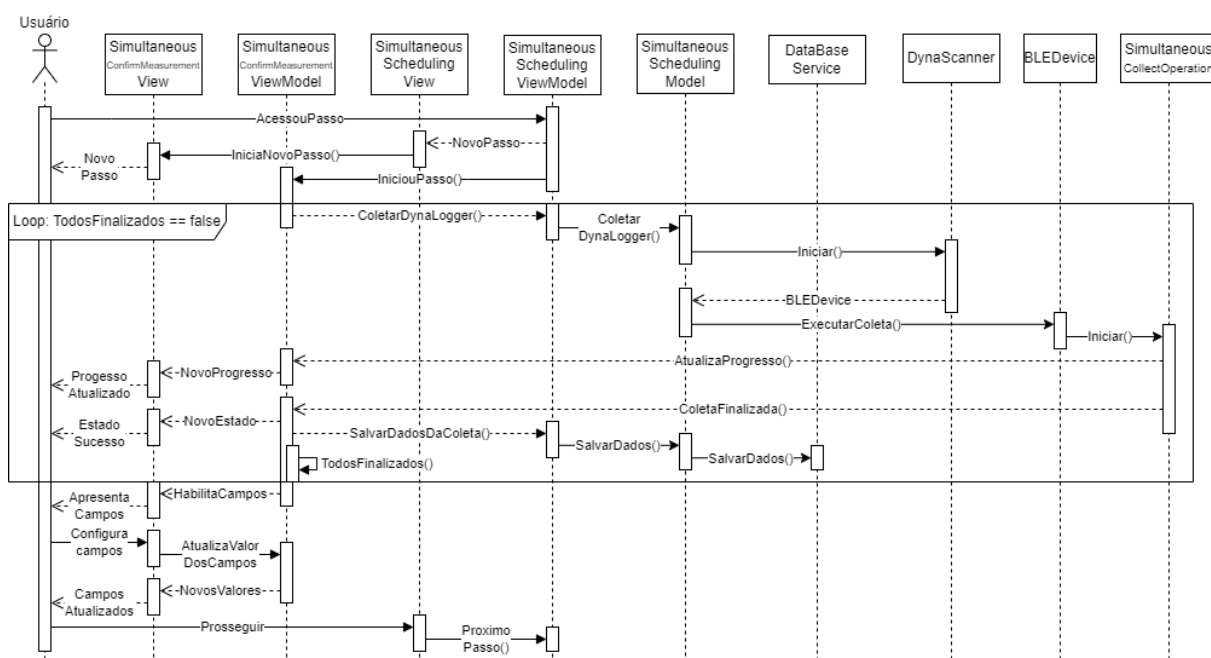 Usuário
Simultaneous
ConfirmMeasurement
View
Simultaneous
ConfirmMeasurement
ViewModel
Simultaneous
Scheduling
View
Simultaneous
Scheduling
ViewModel
Simultaneous
Scheduling
Model
DataBase
Service
DynaScanner
BLEDevice
Simultaneous
CollectOperation
AcessouPasso
NovoPasso
IniciaNovoPasso()
Novo
Passo
IniciouPasso()
Loop: TodosFinalizados == false
ColetarDynaLogger()
Coletar
DynaLogger()
Iniciar()
BLEDevice
ExecutarColeta()
Iniciar()
AtualizaProgresso()
NovoProgresso
Progesso
Atualizado
ColetaFinalizada()
NovoEstado
Estado
Sucesso
SalvarDadosDaColeta()
SalvarDados()
SalvarDados()
TodosFinalizados()
HabilitaCampos
Apresenta
Campos
Configura
campos
AtualizaValor
DosCampos
NovosValores
Campos
Atualizados
Prosseguir
Proximo
Passo()